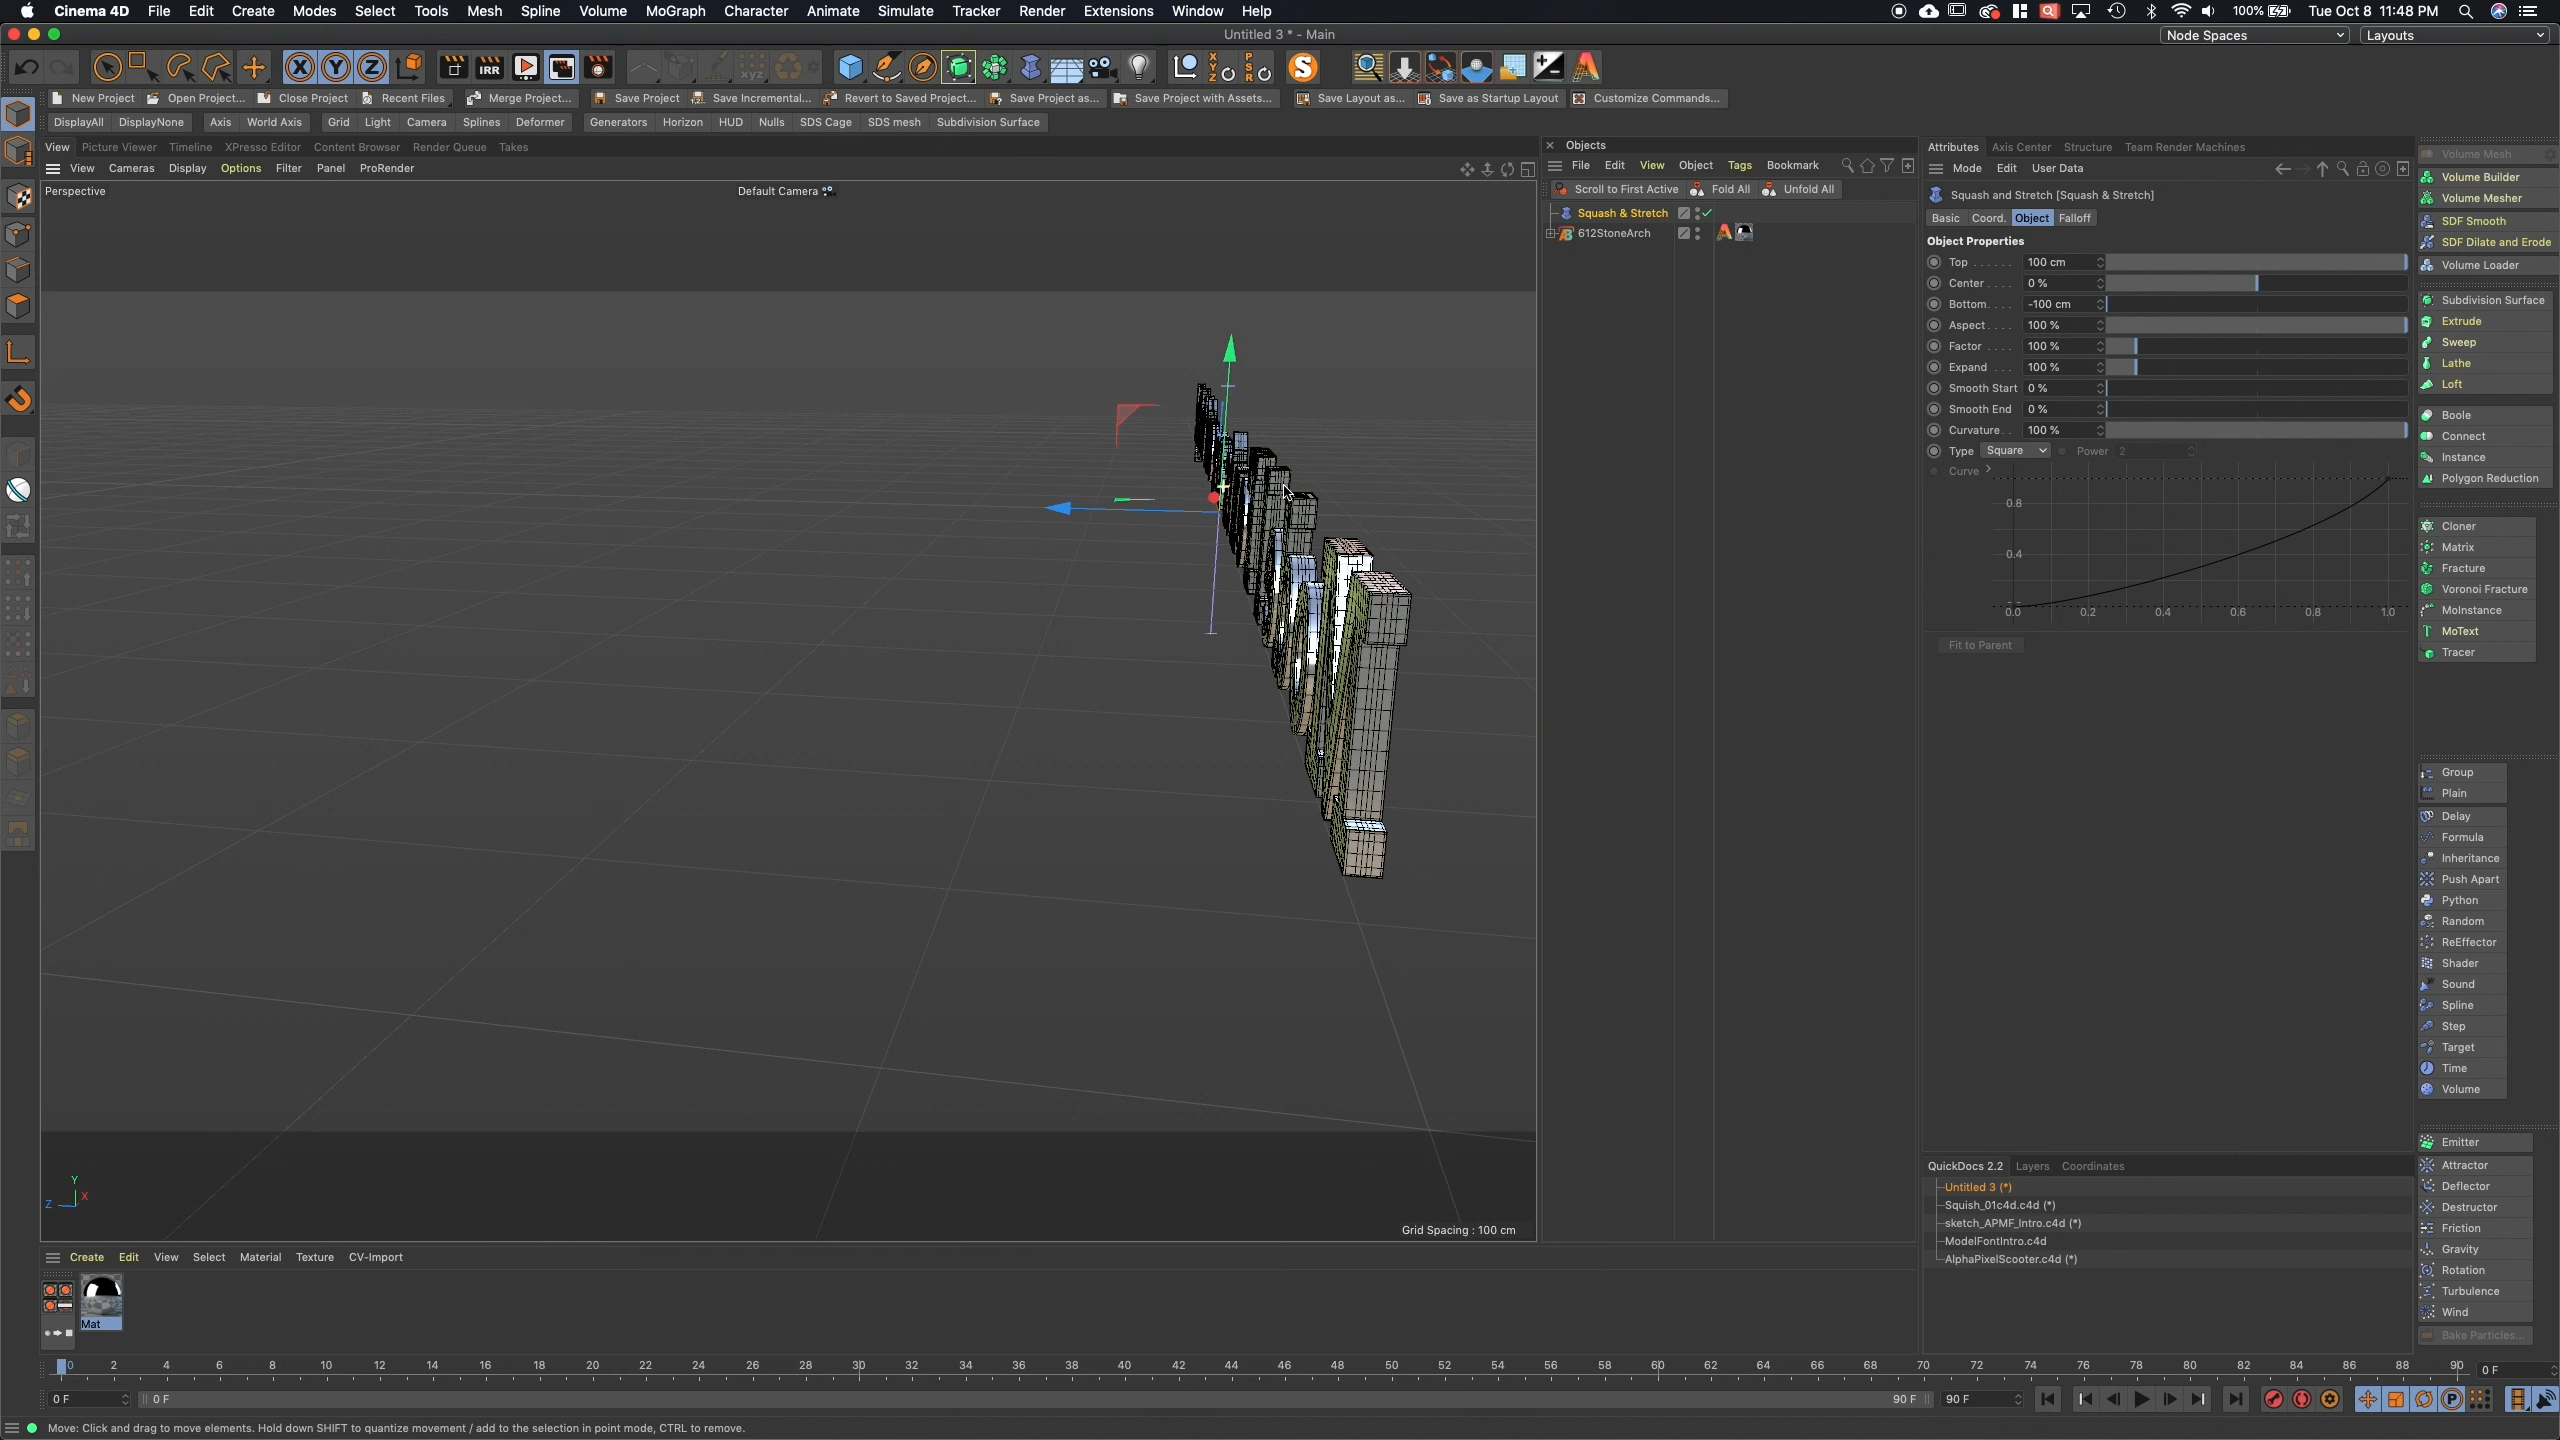 Cinema 4D File Edit Create Modes Select Tools Mesh Spline Volume MoGraph Character Animate Simulate Tracker Render Extensions Window Help 100% Tue Oct 8 11:48 PM
Untitled 3 * - Main Node Spaces Layouts
IRR X Y Z XYZ PSR S
New Project Open Project... Close Project Recent Files Merge Project... Save Project Save Incremental... Revert to Saved Project... Save Project as... Save Project with Assets... Save Layout as... Save as Startup Layout Customize Commands...
DisplayAll DisplayNone Axis World Axis Grid Light Camera Splines Deformer Generators Horizon HUD Nulls SDS Cage SDS mesh Subdivision Surface
View Picture Viewer Timeline XPresso Editor Content Browser Render Queue Takes
View Cameras Display Options Filter Panel ProRender
Perspective
Default Camera
Grid Spacing : 100 cm
Y
X
Z
Objects
File Edit View Object Tags Bookmark
Scroll to First Active Fold All Unfold All
Squash & Stretch
612StoneArch
Attributes Axis Center Structure Team Render Machines
Mode Edit User Data
Squash and Stretch [Squash & Stretch]
Basic Coord. Object Falloff
Object Properties
Top 100 cm
Center 0 %
Bottom -100 cm
Aspect 100 %
Factor 100 %
Expand 100 %
Smooth Start 0 %
Smooth End 0 %
Curvature 100 %
Type Square Power 2
Curve
0.8
0.4
0.0 0.2 0.4 0.6 0.8 1.0
Fit to Parent
QuickDocs 2.2 Layers Coordinates
Untitled 3 (*)
Squish_01c4d.c4d (*)
sketch_APMF_Intro.c4d (*)
ModelFontIntro.c4d
AlphaPixelScooter.c4d (*)
Volume Mesh
Volume Builder
Volume Mesher
SDF Smooth
SDF Dilate and Erode
Volume Loader
Subdivision Surface
Extrude
Sweep
Lathe
Loft
Boole
Connect
Instance
Polygon Reduction
Cloner
Matrix
Fracture
Voronoi Fracture
MoInstance
MoText
Tracer
Group
Plain
Delay
Formula
Inheritance
Push Apart
Python
Random
ReEffector
Shader
Sound
Spline
Step
Target
Time
Volume
Emitter
Attractor
Deflector
Destructor
Friction
Gravity
Rotation
Turbulence
Wind
Bake Particles...
Create Edit View Select Material Texture CV-Import
Mat
0 2 4 6 8 10 12 14 16 18 20 22 24 26 28 30 32 34 36 38 40 42 44 46 48 50 52 54 56 58 60 62 64 66 68 70 72 74 76 78 80 82 84 86 88 90 0 F
0 F 0 F 90 F 90 F
Move: Click and drag to move elements. Hold down SHIFT to quantize movement / add to the selection in point mode, CTRL to remove.